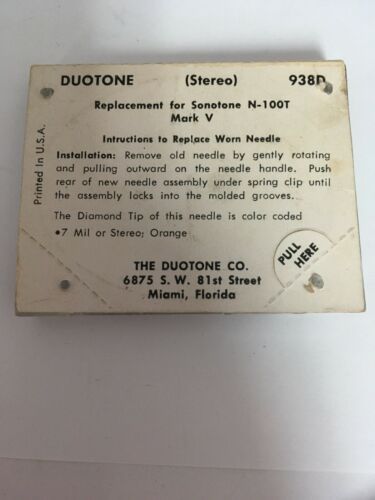 DUOTONE (Stereo) 938D
Replacement for Sonotone N-100T
Mark V
Intructions to Replace Worn Needle
Installation: Remove old needle by gently rotating
and pulling outward on the needle handle. Push
rear of new needle assembly under spring clip until
the assembly locks into the molded grooves.
The Diamond Tip of this needle is color coded
•7 Mil or Stereo; Orange
THE DUOTONE CO.
6875 S. W. 81st Street
Miami, Florida
PULL
HERE
Printed In U.S.A.